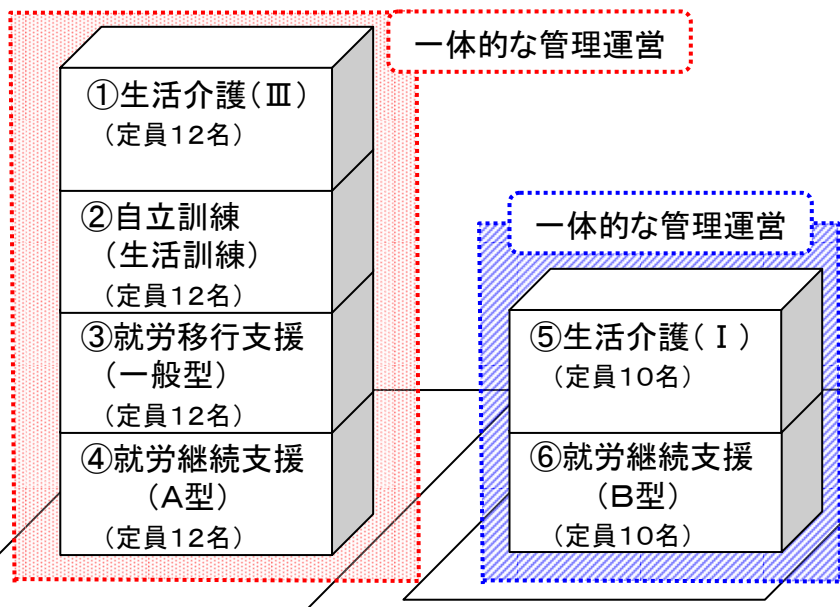 一体的な管理運営
①生活介護(Ⅲ)
(定員12名)
②自立訓練
(生活訓練)
(定員12名)
③就労移行支援
(一般型)
(定員12名)
④就労継続支援
(A型)
(定員12名)
一体的な管理運営
⑤生活介護(Ⅰ)
(定員10名)
⑥就労継続支援
(B型)
(定員10名)